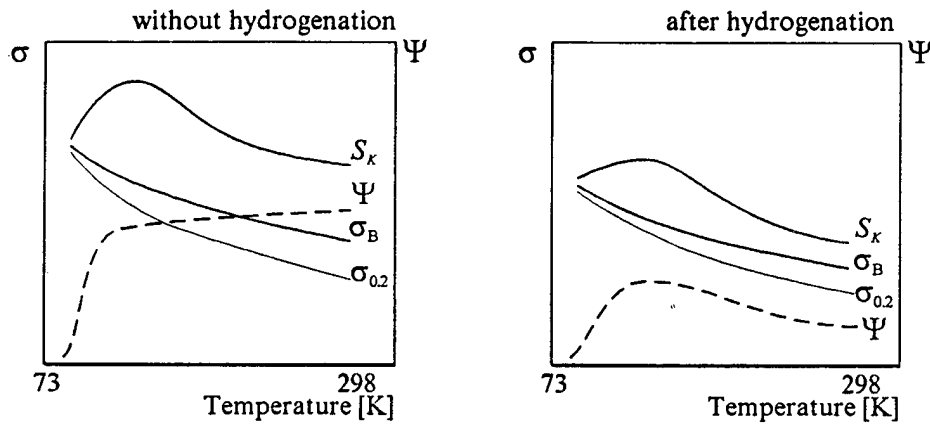 without hydrogenation
σ
Ψ
S_K
Ψ
σ_B
σ_0.2
73
298
Temperature [K]
after hydrogenation
σ
S_K
σ_B
σ_0.2
Ψ
73
298
Temperature [K]